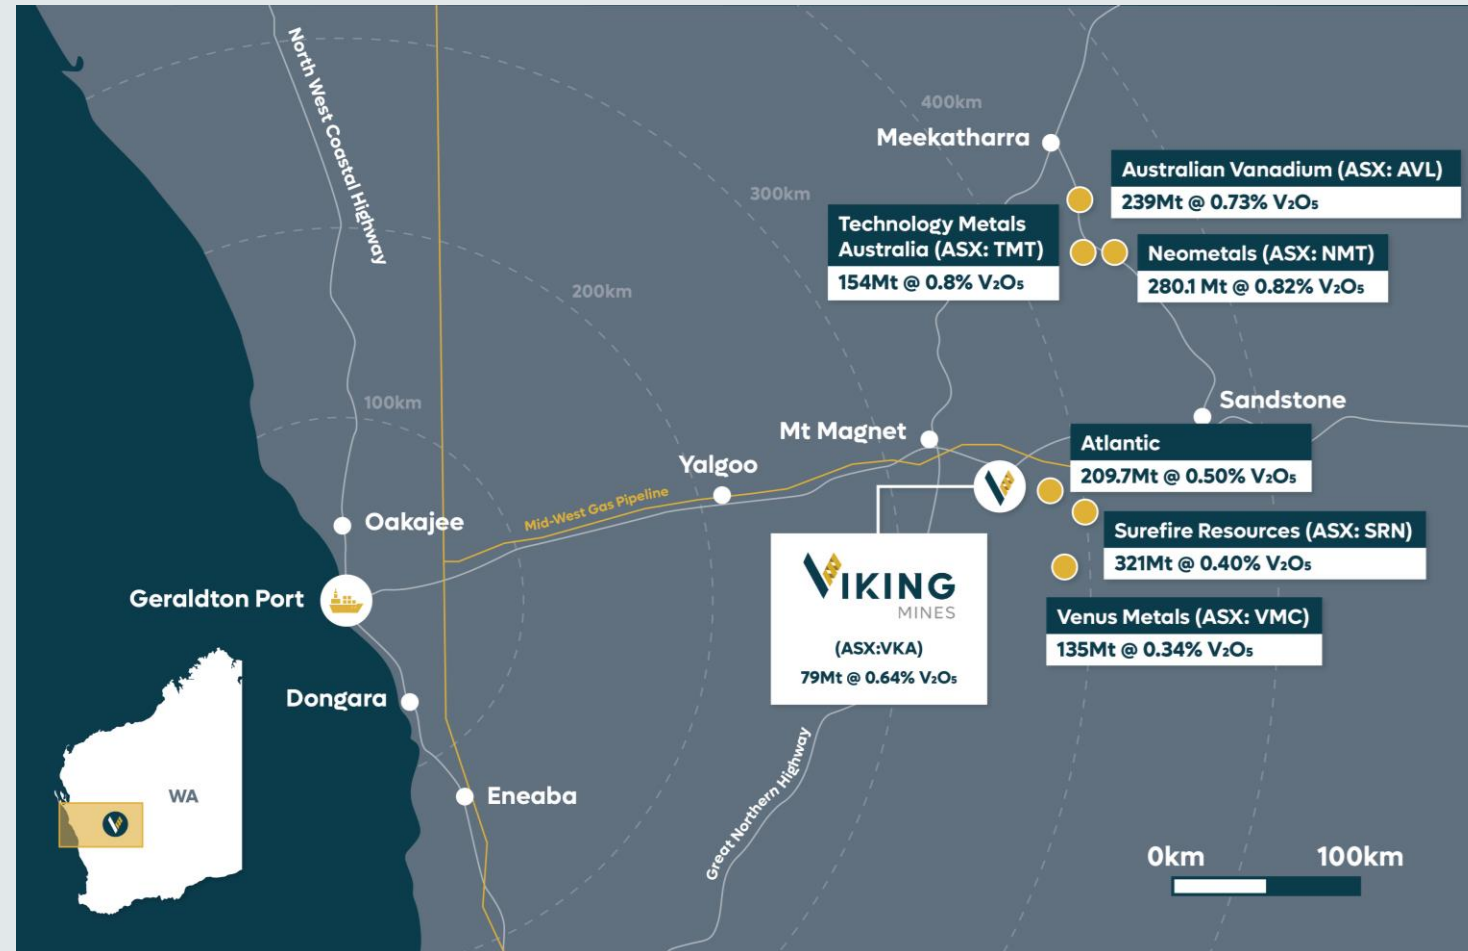 North West Coastal Highway
400km
Meekatharra
Australian Vanadium (ASX: AVL)
239Mt @ 0.73% V₂O₅
300km
Technology Metals
Australia (ASX: TMT)
154Mt @ 0.8% V₂O₅
Neometals (ASX: NMT)
280.1 Mt @ 0.82% V₂O₅
200km
100km
Sandstone
Mt Magnet
Atlantic
209.7Mt @ 0.50% V₂O₅
Yalgoo
Mid-West Gas Pipeline
Oakajee
Surefire Resources (ASX: SRN)
321Mt @ 0.40% V₂O₅
VIKING
MINES
(ASX:VKA)
79Mt @ 0.64% V₂O₅
Geraldton Port
Venus Metals (ASX: VMC)
135Mt @ 0.34% V₂O₅
Dongara
Eneaba
Great Northern Highway
WA
0km
100km